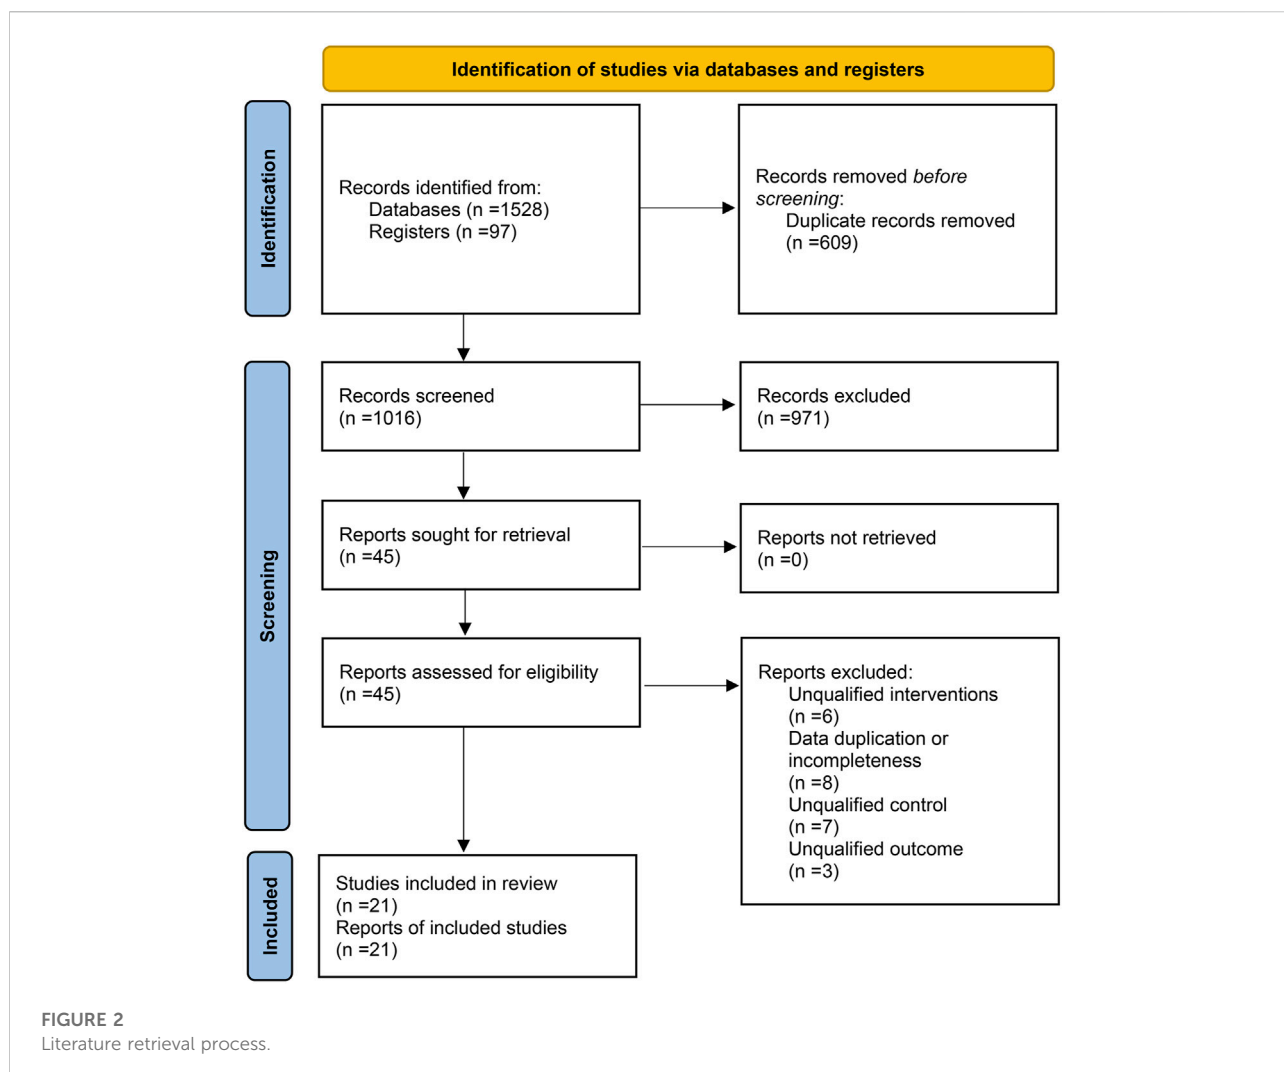 Identification of studies via databases and registers
Identification
Records identified from:
Databases (n =1528)
Registers (n =97)
Records removed before
screening:
Duplicate records removed
(n =609)
Screening
Records screened
(n =1016)
Records excluded
(n =971)
Reports sought for retrieval
(n =45)
Reports not retrieved
(n =0)
Reports assessed for eligibility
(n =45)
Reports excluded:
Unqualified interventions
(n =6)
Data duplication or
incompleteness
(n =8)
Unqualified control
(n =7)
Unqualified outcome
(n =3)
Included
Studies included in review
(n =21)
Reports of included studies
(n =21)
FIGURE 2
Literature retrieval process.